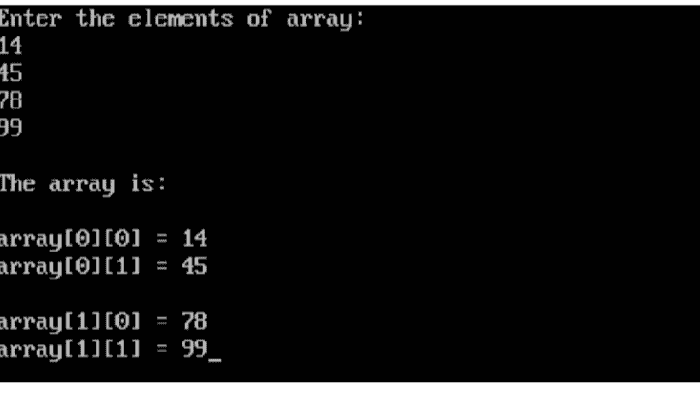 Enter the elements of array:
14
45
78
99
The array is:
array[0][0] = 14
array[0][1] = 45
array[1][0] = 78
array[1][1] = 99_